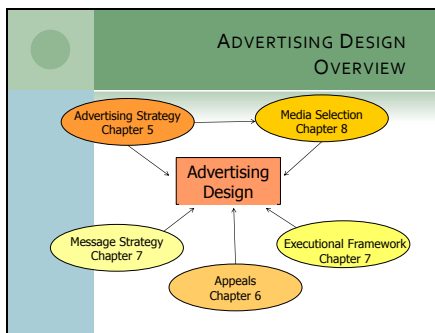 ADVERTISING DESIGN
OVERVIEW
Advertising Strategy
Chapter 5
Media Selection
Chapter 8
Advertising
Design
Message Strategy
Chapter 7
Executional Framework
Chapter 7
Appeals
Chapter 6